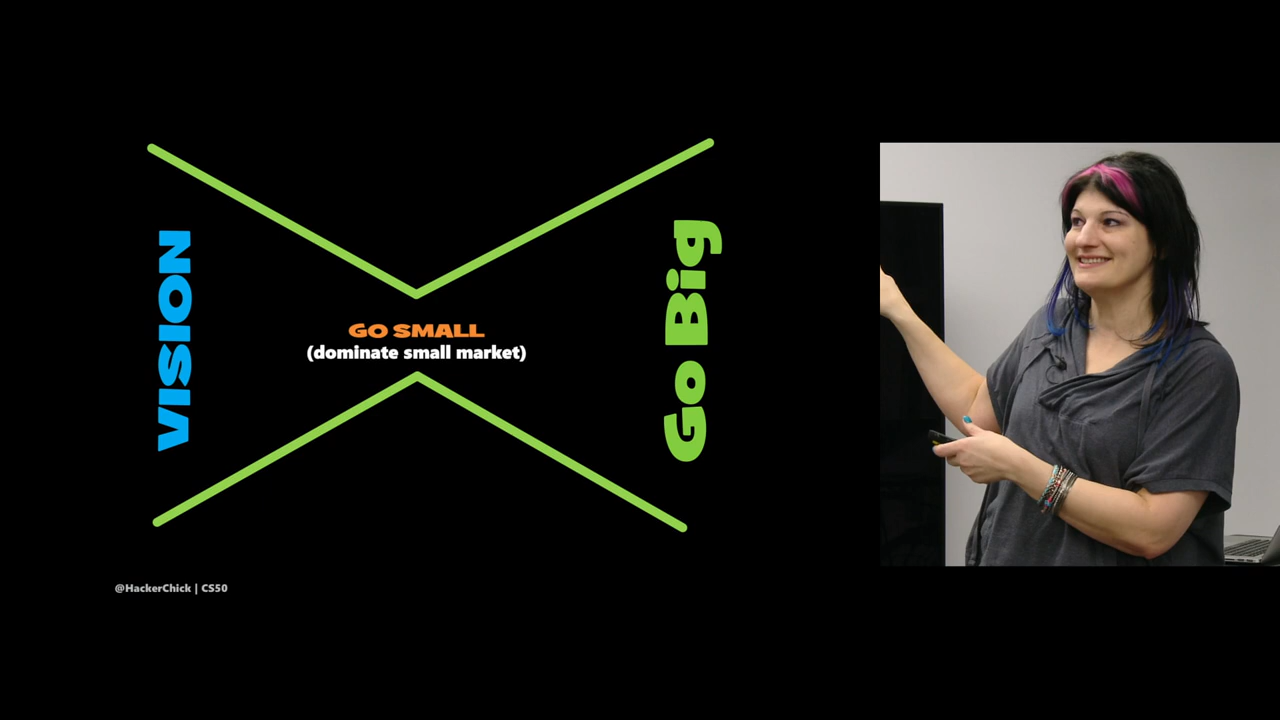 VISION
GO SMALL
(dominate small market)
Go Big
@HackerChick | CS50